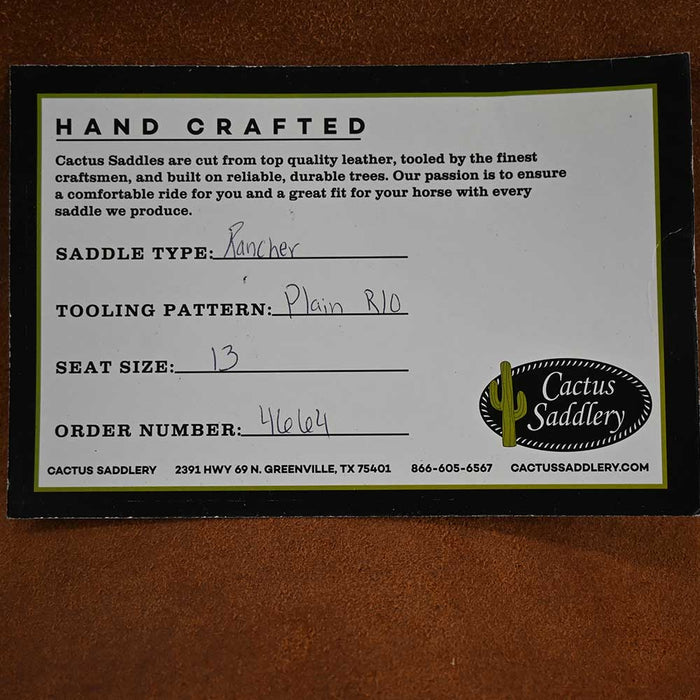 HAND CRAFTED
Cactus Saddles are cut from top quality leather, tooled by the finest
craftsmen, and built on reliable, durable trees. Our passion is to ensure
a comfortable ride for you and a great fit for your horse with every
saddle we produce.
SADDLE TYPE: Rancher
TOOLING PATTERN: Plain R/O
SEAT SIZE: 13
ORDER NUMBER: 4664
Cactus
Saddlery
CACTUS SADDLERY 2391 HWY 69 N. GREENVILLE, TX 75401 866-605-6567 CACTUSSADDLERY.COM